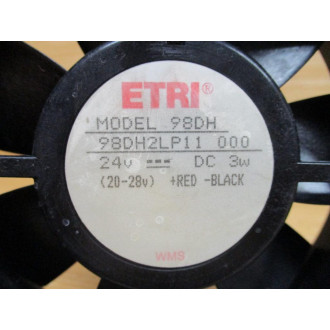 ETRI®
MODEL 98DH
98DH2LP11 000
24v ⎓ DC 3w
(20-28v) +RED -BLACK
WMS